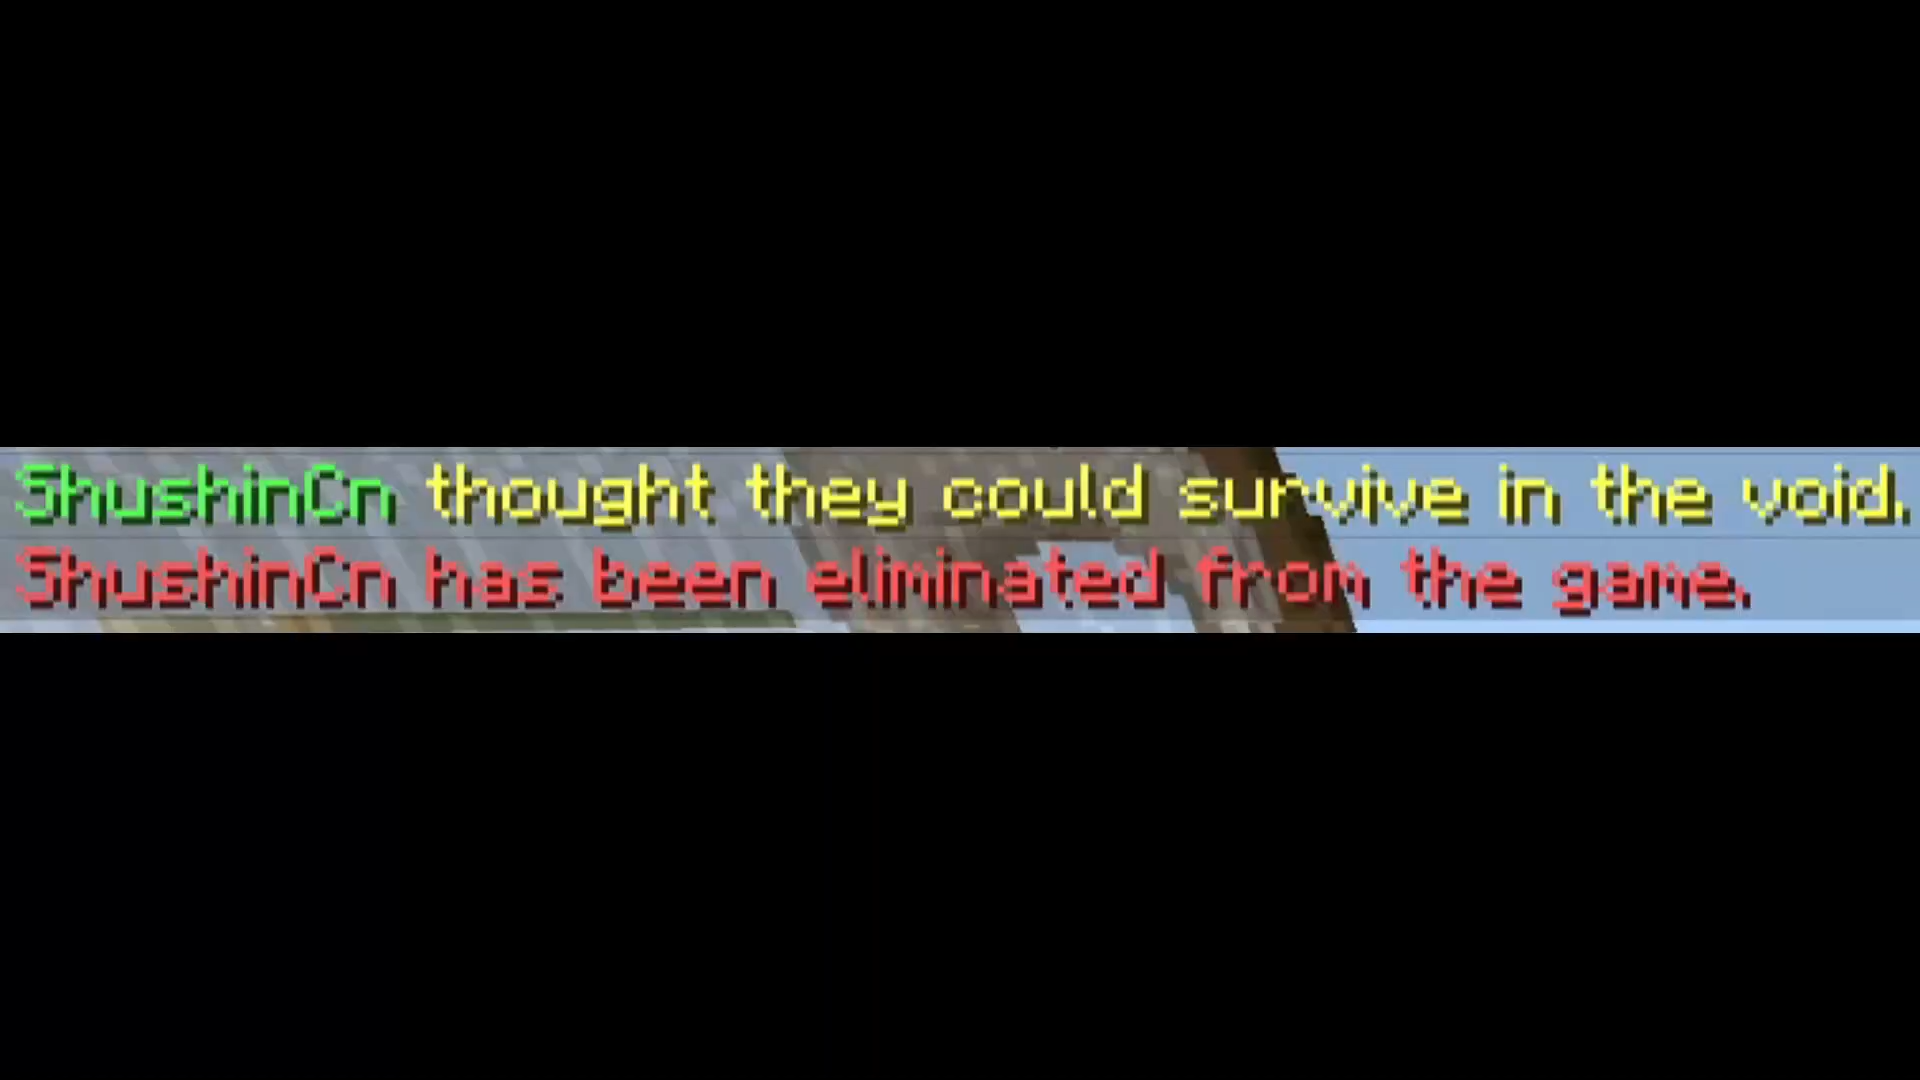 ShushinCn thought they could survive in the void.
ShushinCn has been eliminated from the game.